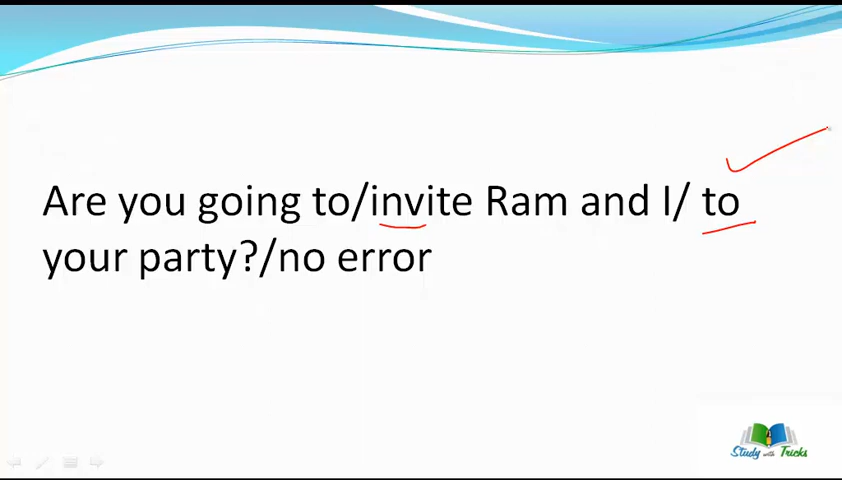 Are you going to/invite Ram and I/ to
your party?/no error
Study with Tricks